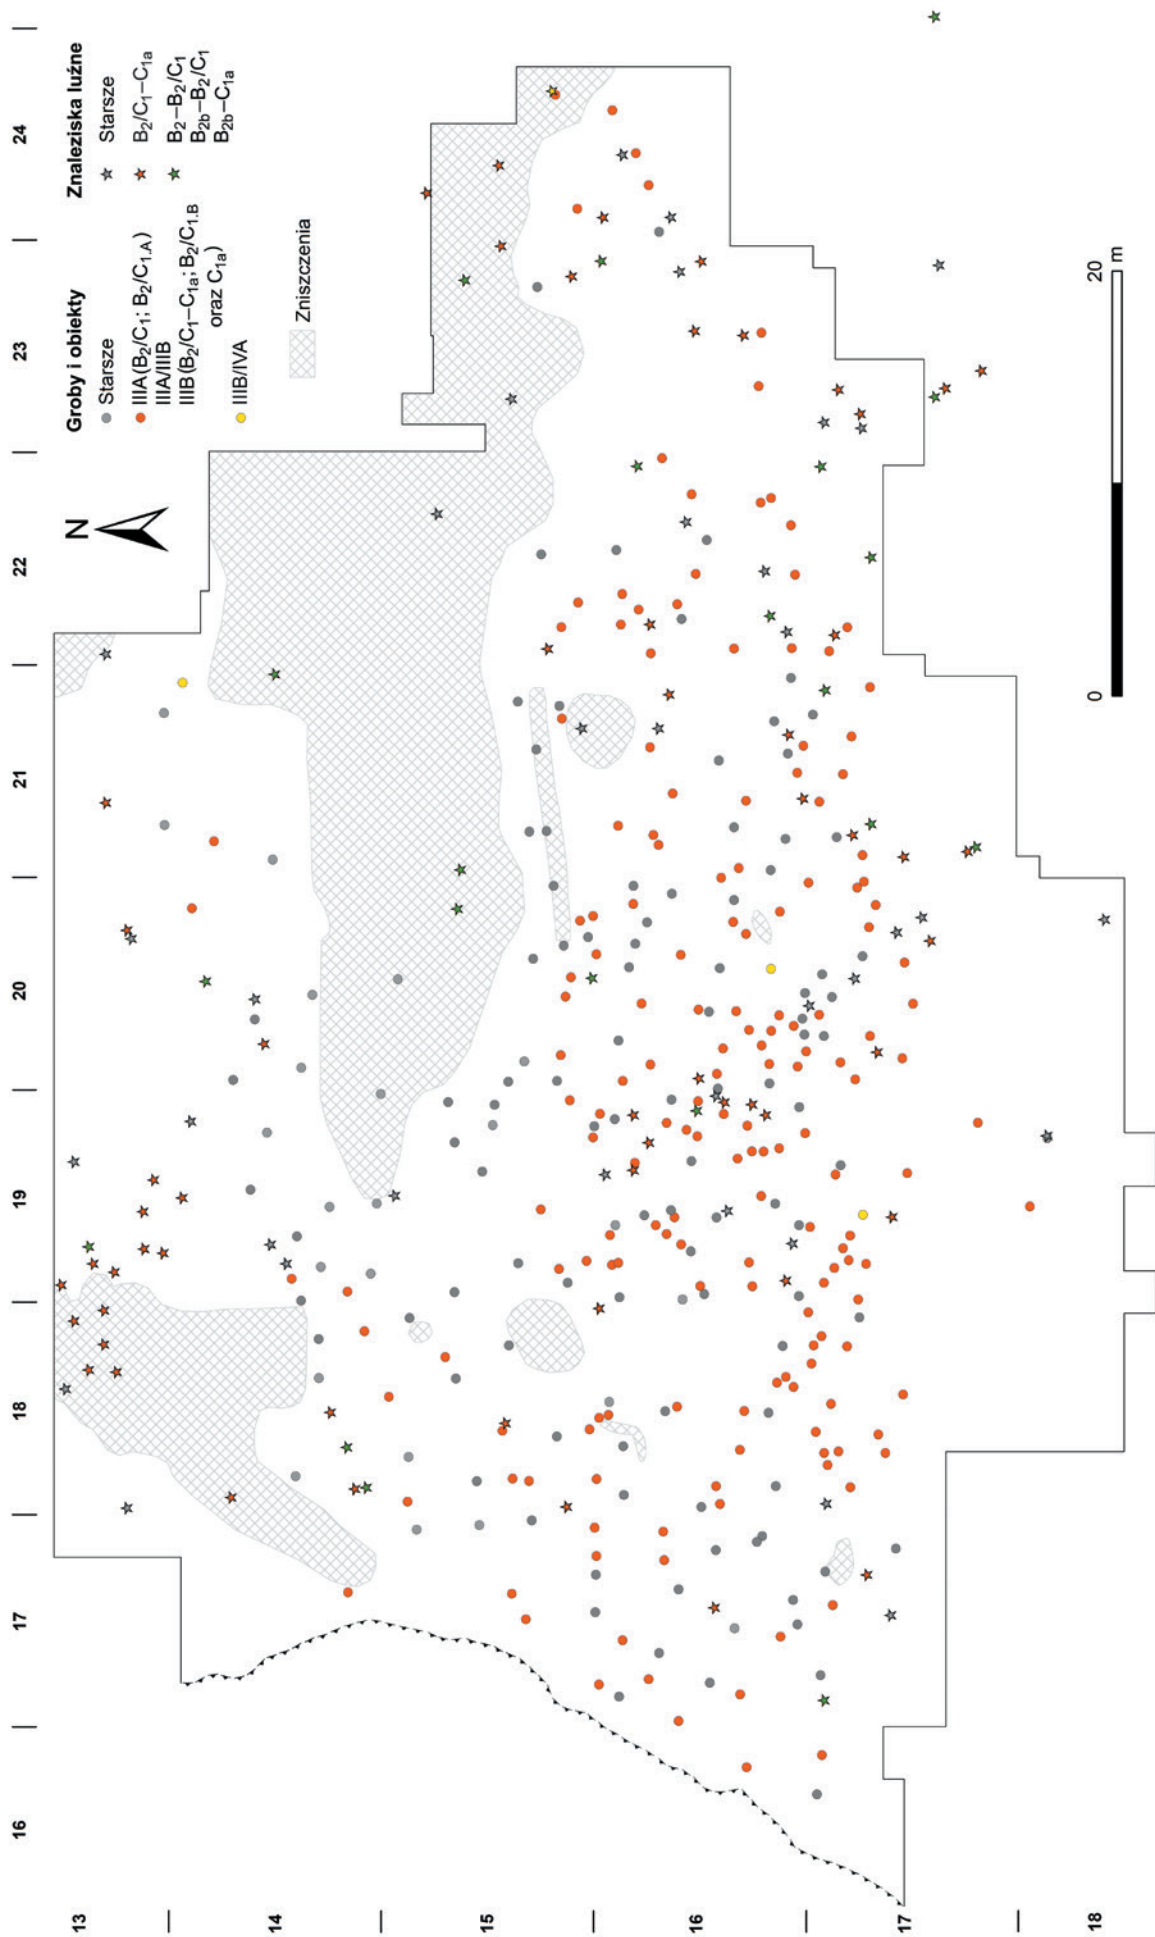 Groby i obiekty
Starsze
IIIA (B₂/C₁; B₂/C₁.A)
IIIA/IIIB
IIIB (B₂/C₁–C₁a; B₂/C₁.B
oraz C₁a)
IIIB/IVA
Zniszczenia
Znaleziska luźne
Starsze
B₂/C₁–C₁a
B₂–B₂/C₁
B₂b–B₂/C₁
B₂b–C₁a
N
0
20 m
16
17
18
19
20
21
22
23
24
13
14
15
16
17
18